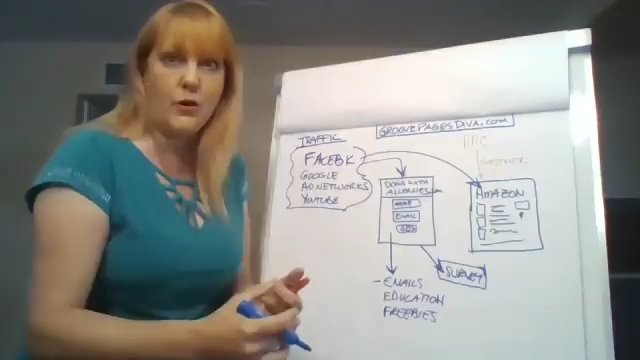 GROOVEPAGESDIVA.COM
TRAFFIC
FACEBK
GOOGLE
AD NETWORKS
YOUTUBE
DOGS WITH
ALLERGIES
NAME
EMAIL
AMAZON
SURVEY
- EMAILS
EDUCATION
FREEBIES